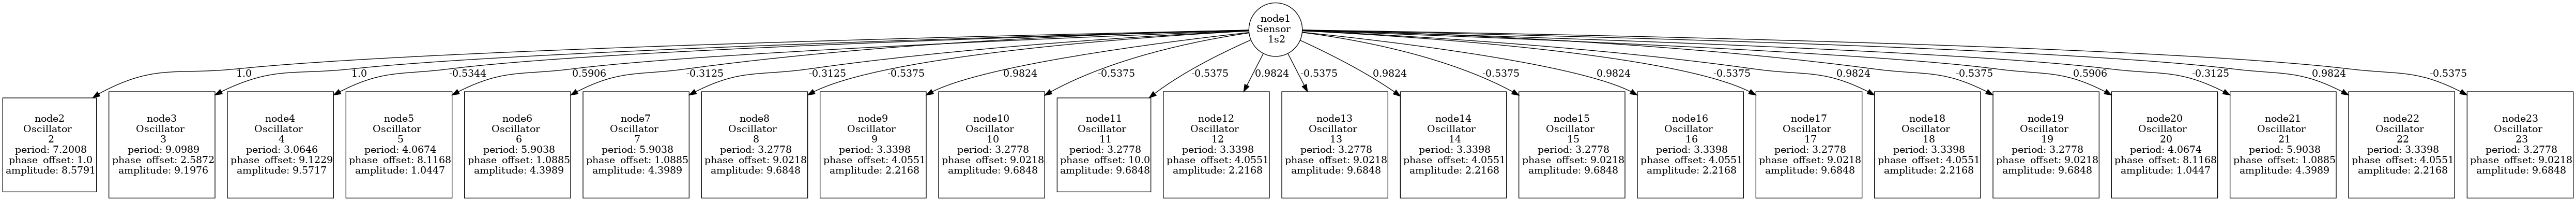 node1
Sensor
1s2
1.0
1.0
-0.5344
0.5906
-0.3125
-0.3125
-0.5375
0.9824
-0.5375
-0.5375
0.9824
-0.5375
0.9824
-0.5375
0.9824
-0.5375
0.9824
-0.5375
0.5906
-0.3125
0.9824
-0.5375
node2
Oscillator
2
period: 7.2008
phase_offset: 1.0
amplitude: 8.5791
node3
Oscillator
3
period: 9.0989
phase_offset: 2.5872
amplitude: 9.1976
node4
Oscillator
4
period: 3.0646
phase_offset: 9.1229
amplitude: 9.5717
node5
Oscillator
5
period: 4.0674
phase_offset: 8.1168
amplitude: 1.0447
node6
Oscillator
6
period: 5.9038
phase_offset: 1.0885
amplitude: 4.3989
node7
Oscillator
7
period: 5.9038
phase_offset: 1.0885
amplitude: 4.3989
node8
Oscillator
8
period: 3.2778
phase_offset: 9.0218
amplitude: 9.6848
node9
Oscillator
9
period: 3.3398
phase_offset: 4.0551
amplitude: 2.2168
node10
Oscillator
10
period: 3.2778
phase_offset: 9.0218
amplitude: 9.6848
node11
Oscillator
11
period: 3.2778
phase_offset: 10.0
amplitude: 9.6848
node12
Oscillator
12
period: 3.3398
phase_offset: 4.0551
amplitude: 2.2168
node13
Oscillator
13
period: 3.2778
phase_offset: 9.0218
amplitude: 9.6848
node14
Oscillator
14
period: 3.3398
phase_offset: 4.0551
amplitude: 2.2168
node15
Oscillator
15
period: 3.2778
phase_offset: 9.0218
amplitude: 9.6848
node16
Oscillator
16
period: 3.3398
phase_offset: 4.0551
amplitude: 2.2168
node17
Oscillator
17
period: 3.2778
phase_offset: 9.0218
amplitude: 9.6848
node18
Oscillator
18
period: 3.3398
phase_offset: 4.0551
amplitude: 2.2168
node19
Oscillator
19
period: 3.2778
phase_offset: 9.0218
amplitude: 9.6848
node20
Oscillator
20
period: 4.0674
phase_offset: 8.1168
amplitude: 1.0447
node21
Oscillator
21
period: 5.9038
phase_offset: 1.0885
amplitude: 4.3989
node22
Oscillator
22
period: 3.3398
phase_offset: 4.0551
amplitude: 2.2168
node23
Oscillator
23
period: 3.2778
phase_offset: 9.0218
amplitude: 9.6848